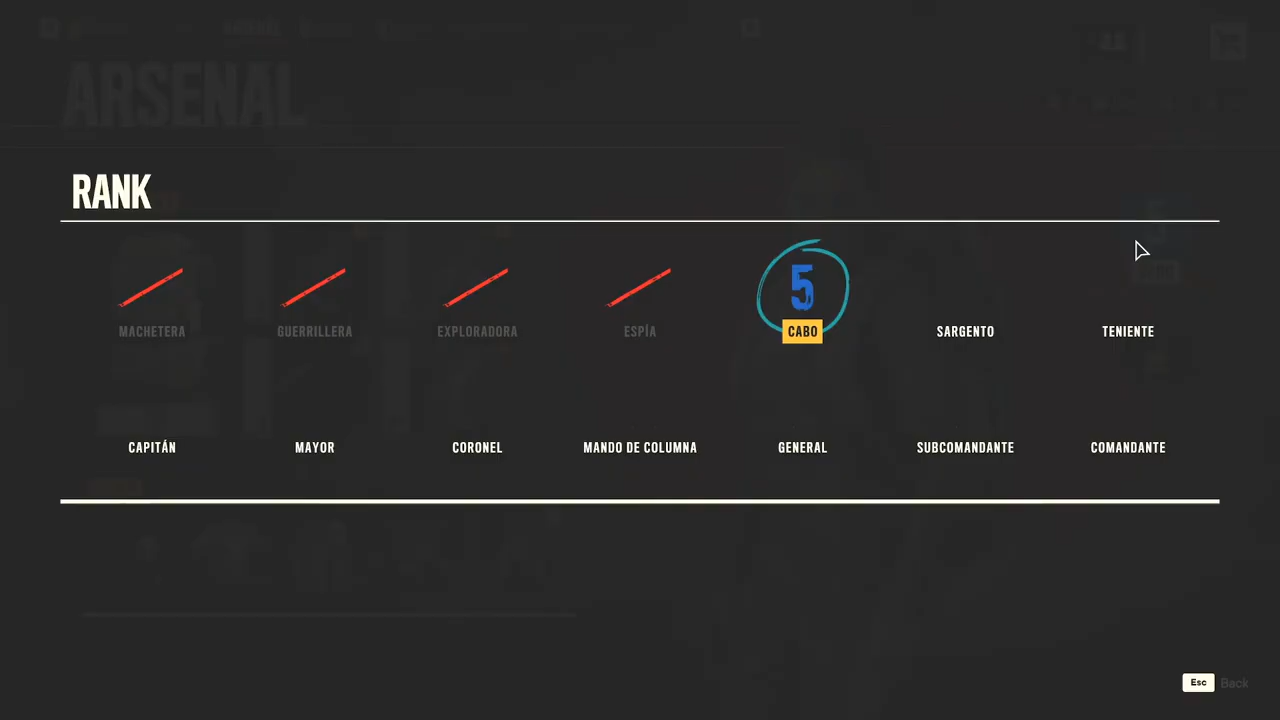 ARSENAL
RANK
5
MACHETERA GUERRILLERA EXPLORADORA ESPÍA CABO SARGENTO TENIENTE
CAPITÁN MAYOR CORONEL MANDO DE COLUMNA GENERAL SUBCOMANDANTE COMANDANTE
Esc Back